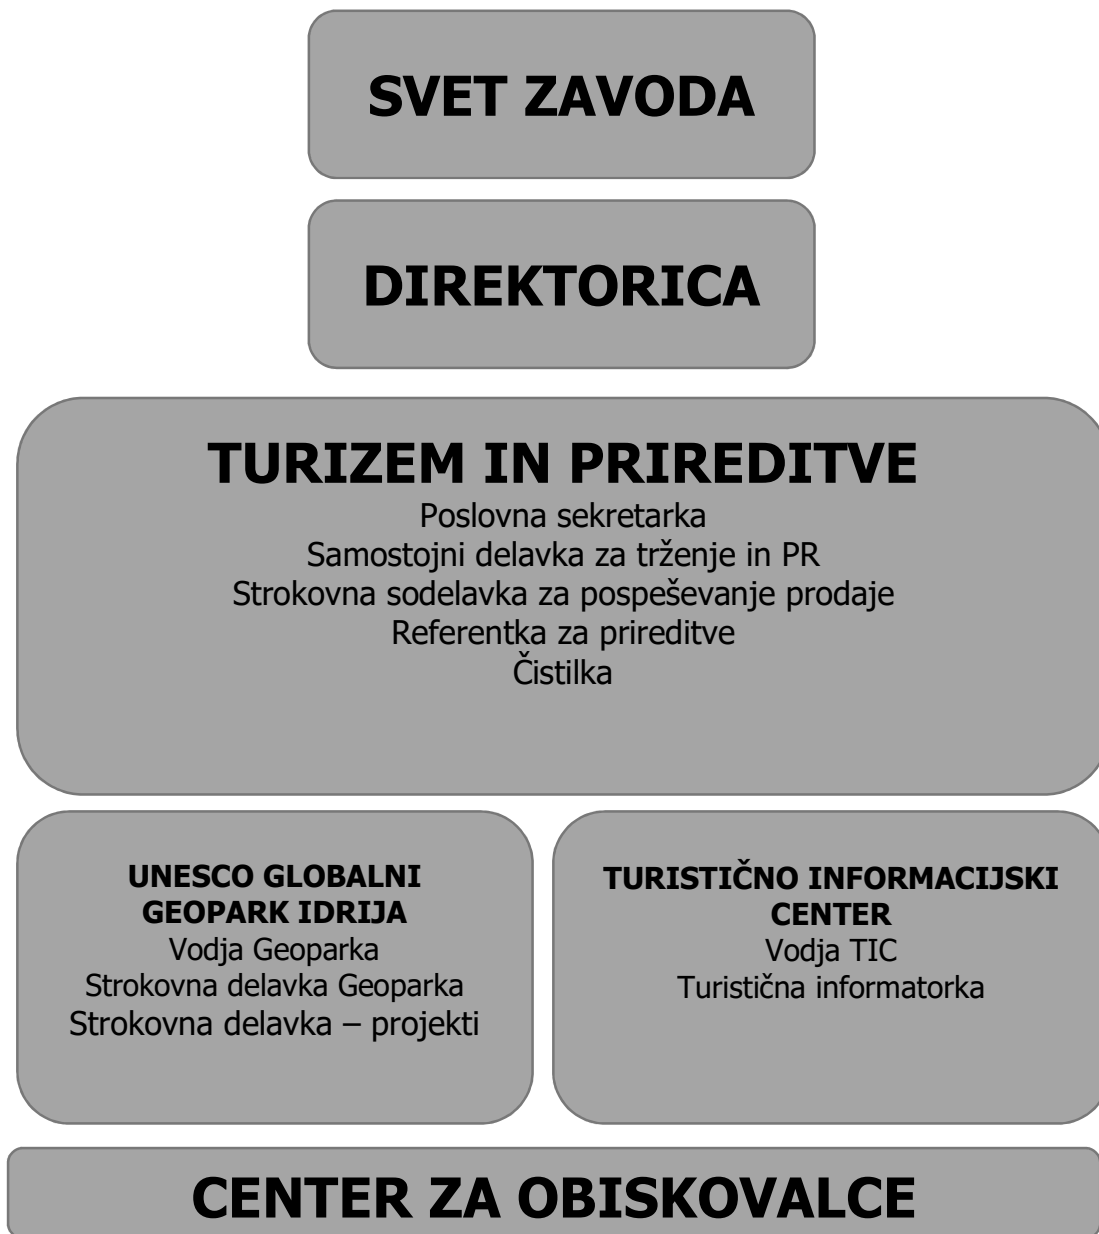 SVET ZAVODA
DIREKTORICA
TURIZEM IN PRIREDITVE
Poslovna sekretarka
Samostojni delavka za trženje in PR
Strokovna sodelavka za pospeševanje prodaje
Referentka za prireditve
Čistilka
UNESCO GLOBALNI
GEOPARK IDRIJA
Vodja Geoparka
Strokovna delavka Geoparka
Strokovna delavka – projekti
TURISTIČNO INFORMACIJSKI
CENTER
Vodja TIC
Turistična informatorka
CENTER ZA OBISKOVALCE